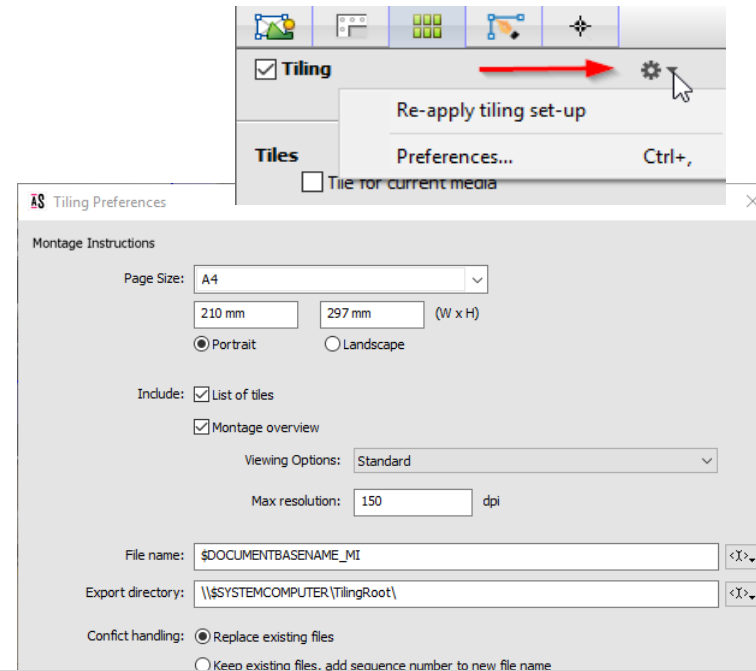 Tiling
Re-apply tiling set-up
Tiles
Preferences... Ctrl+,
Tile for current media
AS Tiling Preferences
Montage Instructions
Page Size: A4
210 mm 297 mm (W x H)
Portrait Landscape
Include: List of tiles
Montage overview
Viewing Options: Standard
Max resolution: 150 dpi
File name: $DOCUMENTBASENAME_MI
Export directory: \\$SYSTEMCOMPUTER\TilingRoot\
Confict handling: Replace existing files
Keep existing files, add sequence number to new file name